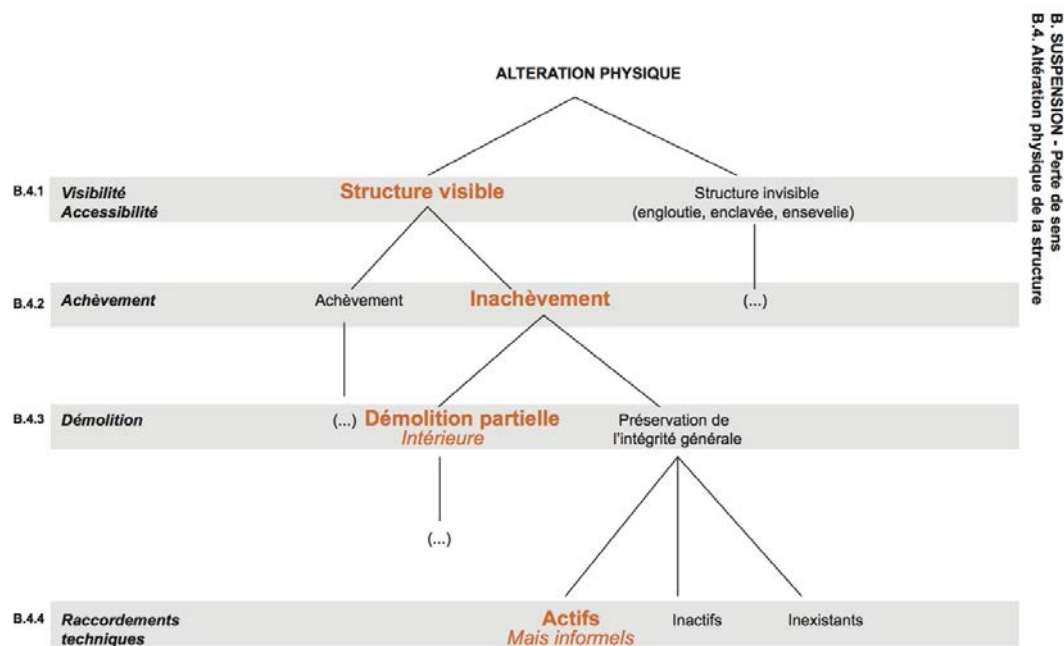 B. SUSPENSION - Perte de sens
B.4. Altération physique de la structure
ALTERATION PHYSIQUE
B.4.1
Visibilité
Accessibilité
Structure visible
Structure invisible
(engloutie, enclavée, ensevelie)
B.4.2
Achèvement
Achèvement
Inachèvement
(...)
B.4.3
Démolition
(...)
Démolition partielle
Intérieure
Préservation de
l'intégrité générale
(...)
B.4.4
Raccordements
techniques
Actifs
Mais informels
Inactifs
Inexistants